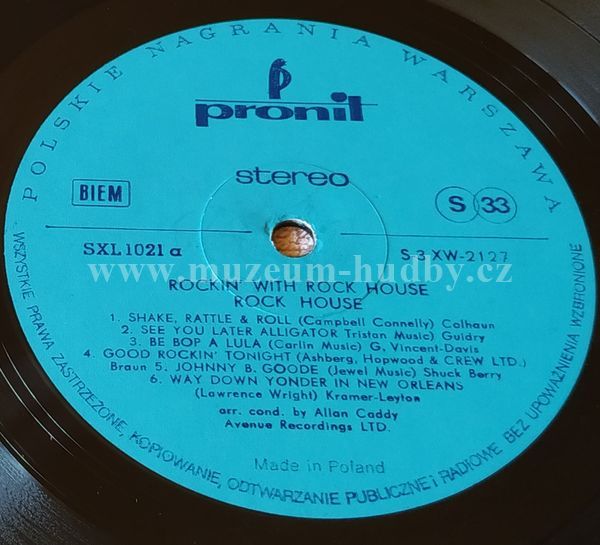 POLSKIE NAGRANIA WARSZAWA
pronit
stereo
BIEM
S 33
SXL 1021 a
S 3 XW-2127
www.muzeum-hudby.cz
ROCKIN' WITH ROCK HOUSE
ROCK HOUSE
1. SHAKE, RATTLE & ROLL (Campbell Connelly) Colhaun
2. SEE YOU LATER ALLIGATOR Tristan Music) Guidry
3. BE BOP A LULA (Carlin Music) G, Vincent-Davis
4. GOOD ROCKIN' TONIGHT (Ashberg, Hopwood & CREW LTD.)
Braun 5. JOHNNY B. GOODE (Jewel Music) Shuck Berry
6. WAY DOWN YONDER IN NEW ORLEANS
(Lawrence Wright) Kramer-Leyton
arr. cond. by Allan Caddy
Avenue Recordings LTD.
Made in Poland
WSZYSTKIE PRAWA ZASTRZEŻONE, KOPIOWANIE, ODTWARZANIE PUBLICZNE i RADIOWE BEZ UPOWAŻNIENIA WZBRONIONE